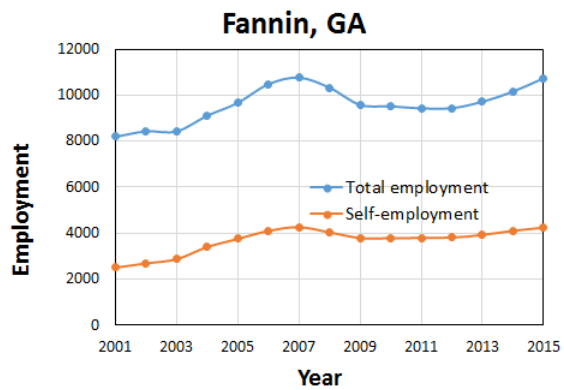 Fannin, GA
12000
10000
8000
6000
4000
2000
0
Employment
Total employment
Self-employment
2001 2003 2005 2007 2009 2011 2013 2015
Year